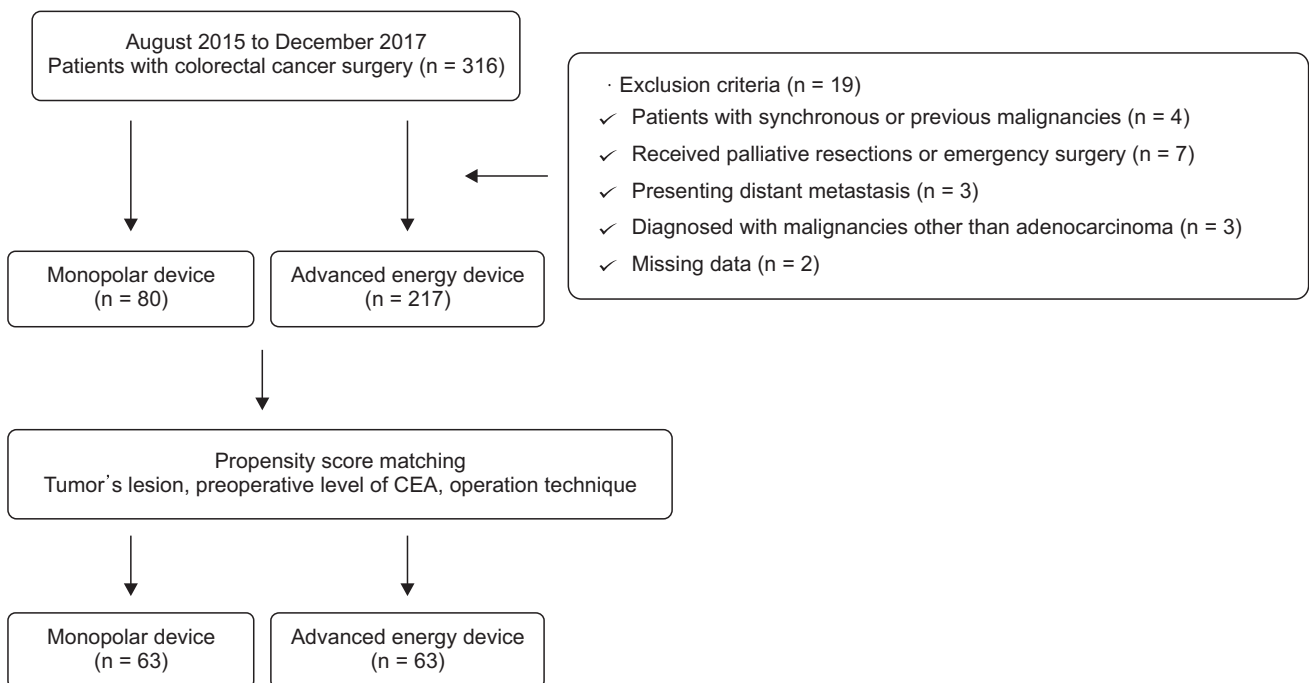 August 2015 to December 2017
Patients with colorectal cancer surgery (n = 316)
· Exclusion criteria (n = 19)
✓ Patients with synchronous or previous malignancies (n = 4)
✓ Received palliative resections or emergency surgery (n = 7)
✓ Presenting distant metastasis (n = 3)
✓ Diagnosed with malignancies other than adenocarcinoma (n = 3)
✓ Missing data (n = 2)
Monopolar device
(n = 80)
Advanced energy device
(n = 217)
Propensity score matching
Tumor's lesion, preoperative level of CEA, operation technique
Monopolar device
(n = 63)
Advanced energy device
(n = 63)